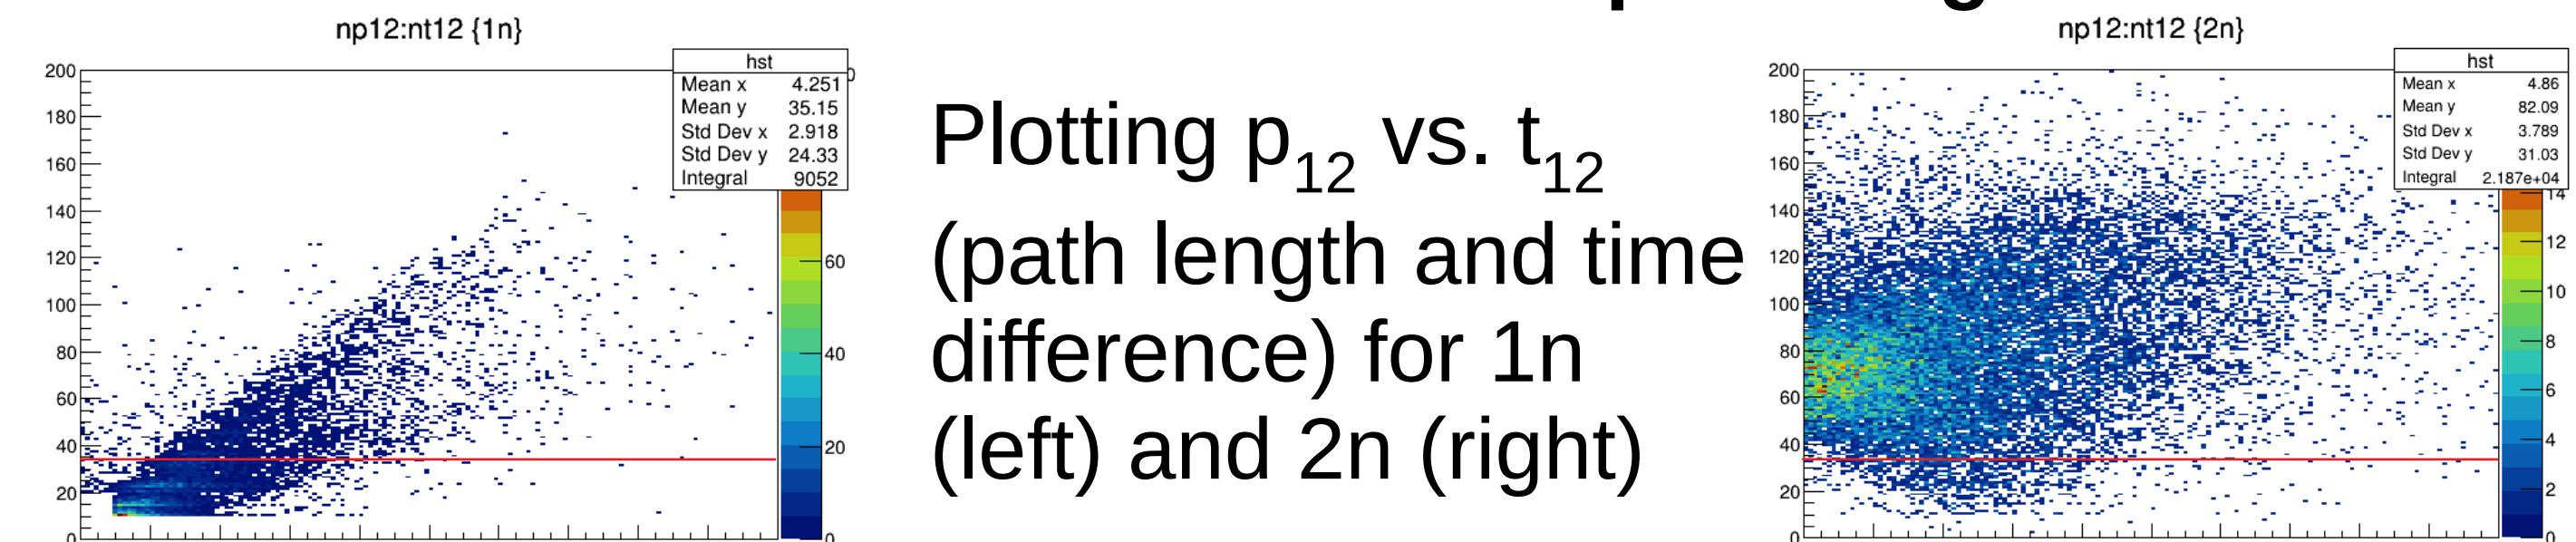 np12:nt12 {1n}
hst
Mean x 4.251
Mean y 35.15
Std Dev x 2.918
Std Dev y 24.33
Integral 9052
200
180
160
140
120
100
80
60
40
20
0
60
40
20
0
Plotting p12 vs. t12
(path length and time
difference) for 1n
(left) and 2n (right)
np12:nt12 {2n}
hst
Mean x 4.86
Mean y 82.09
Std Dev x 3.789
Std Dev y 31.03
Integral 2.187e+04
200
180
160
140
120
100
80
60
40
20
0
14
12
10
8
6
4
2
0